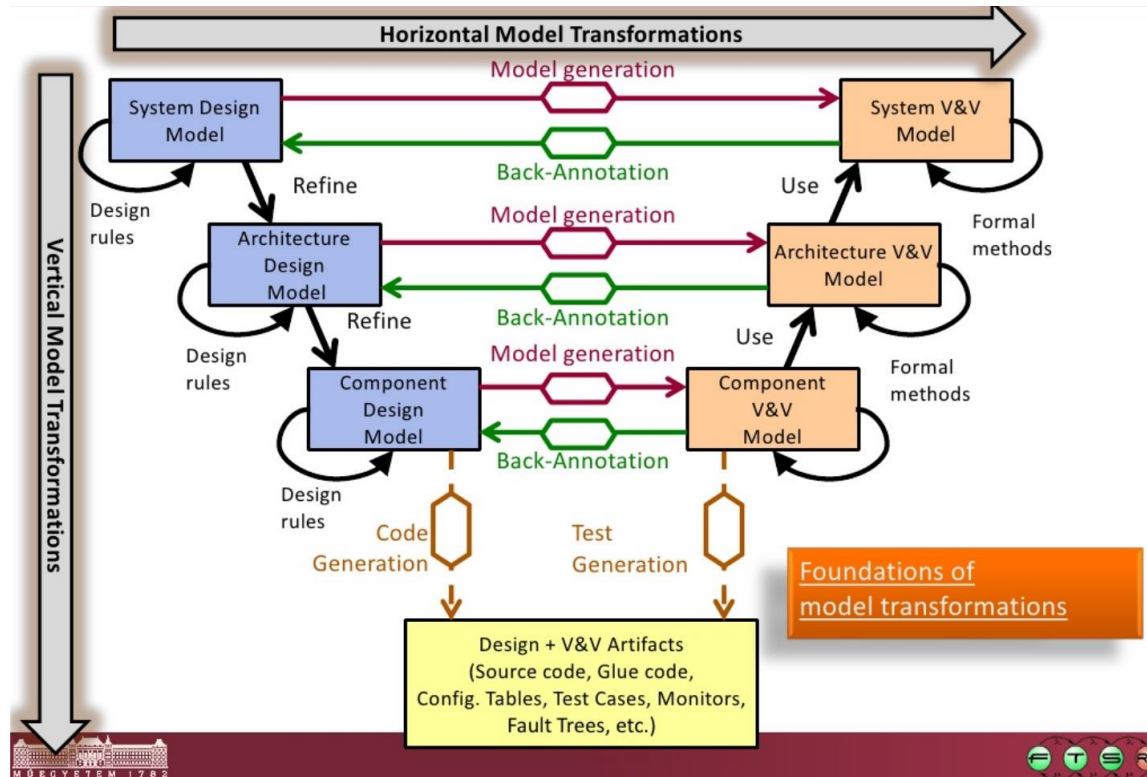 Horizontal Model Transformations
Vertical Model Transformations
Model generation
System Design
Model
System V&V
Model
Back-Annotation
Refine
Use
Design
rules
Formal
methods
Model generation
Architecture
Design
Model
Architecture V&V
Model
Back-Annotation
Refine
Use
Design
rules
Formal
methods
Model generation
Component
Design
Model
Component
V&V
Model
Back-Annotation
Design
rules
Code
Generation
Test
Generation
Foundations of
model transformations
Design + V&V Artifacts
(Source code, Glue code,
Config. Tables, Test Cases, Monitors,
Fault Trees, etc.)
MŰEGYETEM 1782
F T S R